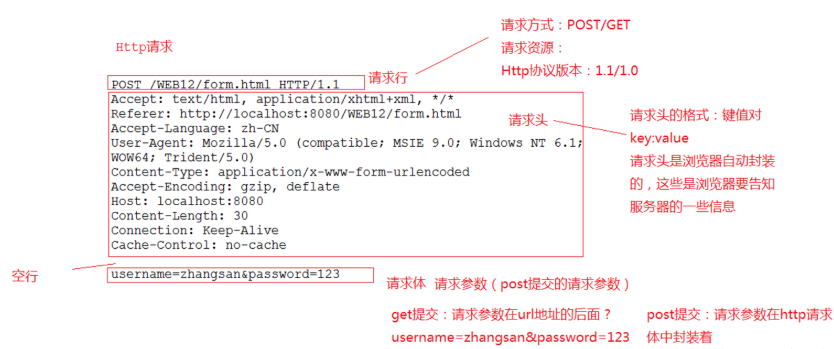 Http请求
请求方式：POST/GET
请求资源：
Http协议版本：1.1/1.0
POST /WEB12/form.html HTTP/1.1
请求行
Accept: text/html, application/xhtml+xml, */*
Referer: http://localhost:8080/WEB12/form.html
Accept-Language: zh-CN
User-Agent: Mozilla/5.0 (compatible; MSIE 9.0; Windows NT 6.1;
WOW64; Trident/5.0)
Content-Type: application/x-www-form-urlencoded
Accept-Encoding: gzip, deflate
Host: localhost:8080
Content-Length: 30
Connection: Keep-Alive
Cache-Control: no-cache
请求头
请求头的格式：键值对
key:value
请求头是浏览器自动封装
的，这些是浏览器要告知
服务器的一些信息
空行
username=zhangsan&password=123
请求体 请求参数（post提交的请求参数）
get提交：请求参数在url地址的后面？
username=zhangsan&password=123
post提交：请求参数在http请求
体中封装着